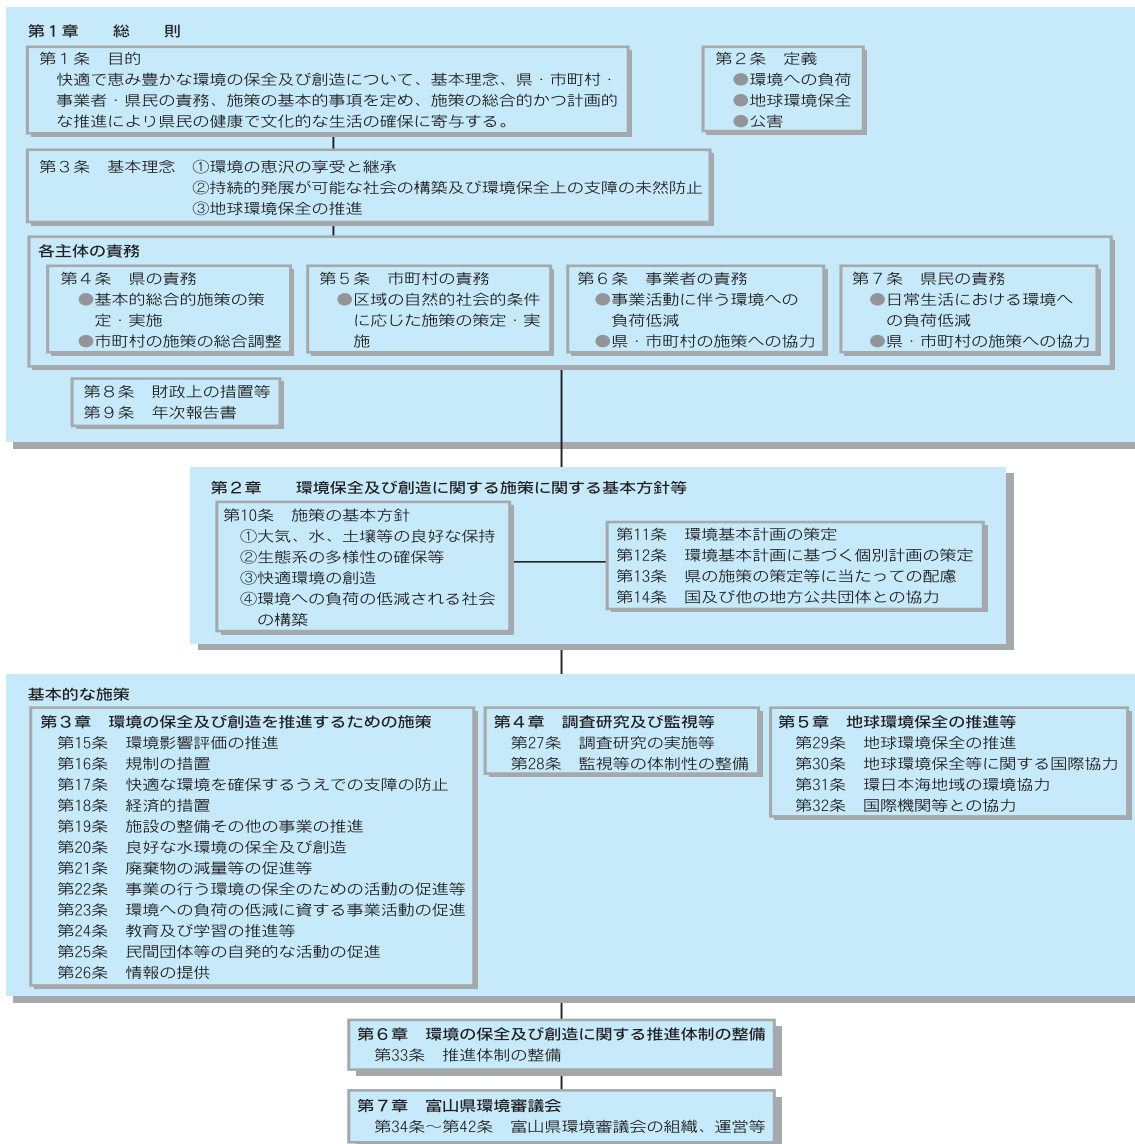 第１章　総　則
第１条　目的
快適で恵み豊かな環境の保全及び創造について、基本理念、県・市町村・
事業者・県民の責務、施策の基本的事項を定め、施策の総合的かつ計画的
な推進により県民の健康で文化的な生活の確保に寄与する。
第２条　定義
●環境への負荷
●地球環境保全
●公害
第３条　基本理念　①環境の恵沢の享受と継承
②持続的発展が可能な社会の構築及び環境保全上の支障の未然防止
③地球環境保全の推進
各主体の責務
第４条　県の責務
●基本的総合的施策の策
定・実施
●市町村の施策の総合調整
第５条　市町村の責務
●区域の自然的社会的条件
に応じた施策の策定・実
施
第６条　事業者の責務
●事業活動に伴う環境への
負荷低減
●県・市町村の施策への協力
第７条　県民の責務
●日常生活における環境へ
の負荷低減
●県・市町村の施策への協力
第８条　財政上の措置等
第９条　年次報告書
第２章　環境保全及び創造に関する施策に関する基本方針等
第10条　施策の基本方針
①大気、水、土壌等の良好な保持
②生態系の多様性の確保等
③快適環境の創造
④環境への負荷の低減される社会
の構築
第11条　環境基本計画の策定
第12条　環境基本計画に基づく個別計画の策定
第13条　県の施策の策定等に当たっての配慮
第14条　国及び他の地方公共団体との協力
基本的な施策
第３章　環境の保全及び創造を推進するための施策
第15条　環境影響評価の推進
第16条　規制の措置
第17条　快適な環境を確保するうえでの支障の防止
第18条　経済的措置
第19条　施設の整備その他の事業の推進
第20条　良好な水環境の保全及び創造
第21条　廃棄物の減量等の促進等
第22条　事業の行う環境の保全のための活動の促進等
第23条　環境への負荷の低減に資する事業活動の促進
第24条　教育及び学習の推進等
第25条　民間団体等の自発的な活動の促進
第26条　情報の提供
第４章　調査研究及び監視等
第27条　調査研究の実施等
第28条　監視等の体制性の整備
第５章　地球環境保全の推進等
第29条　地球環境保全の推進
第30条　地球環境保全等に関する国際協力
第31条　環日本海地域の環境協力
第32条　国際機関等との協力
第６章　環境の保全及び創造に関する推進体制の整備
第33条　推進体制の整備
第７章　富山県環境審議会
第34条～第42条　富山県環境審議会の組織、運営等